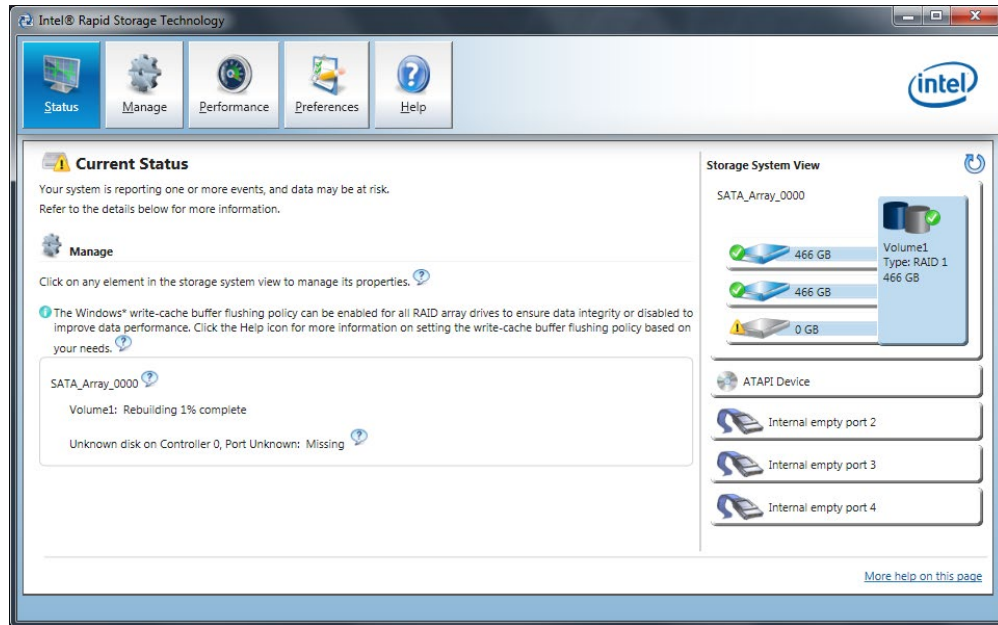 Intel® Rapid Storage Technology
Status
Manage
Performance
Preferences
Help
intel
Current Status
Your system is reporting one or more events, and data may be at risk.
Refer to the details below for more information.
Manage
Click on any element in the storage system view to manage its properties.
The Windows* write-cache buffer flushing policy can be enabled for all RAID array drives to ensure data integrity or disabled to
improve data performance. Click the Help icon for more information on setting the write-cache buffer flushing policy based on
your needs.
SATA_Array_0000
Volume1: Rebuilding 1% complete
Unknown disk on Controller 0, Port Unknown: Missing
Storage System View
SATA_Array_0000
466 GB
466 GB
0 GB
Volume1
Type: RAID 1
466 GB
ATAPI Device
Internal empty port 2
Internal empty port 3
Internal empty port 4
More help on this page